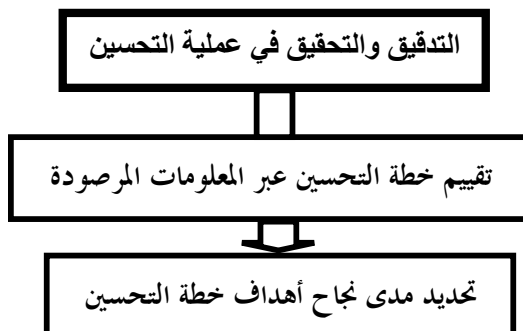 التدقيق والتحقيق في عملية التحسين
تقييم خطة التحسين عبر المعلومات المرصودة
تحديد مدى نجاح أهداف خطة التحسين